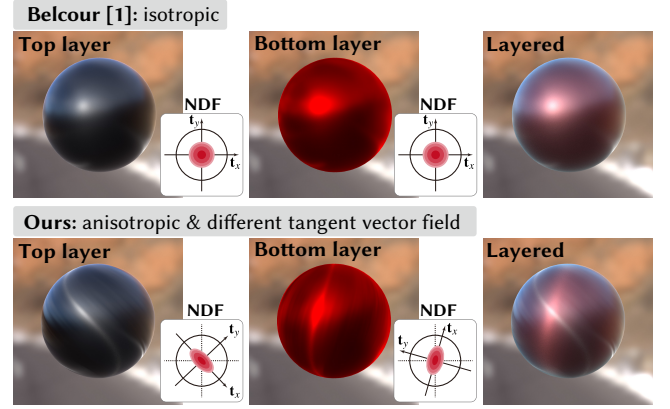 Belcour [1]: isotropic
Top layer
Bottom layer
Layered
NDF
t_y
t_x
NDF
t_y
t_x
Ours: anisotropic & different tangent vector field
Top layer
Bottom layer
Layered
NDF
t_y
t_x
NDF
t_x
t_y